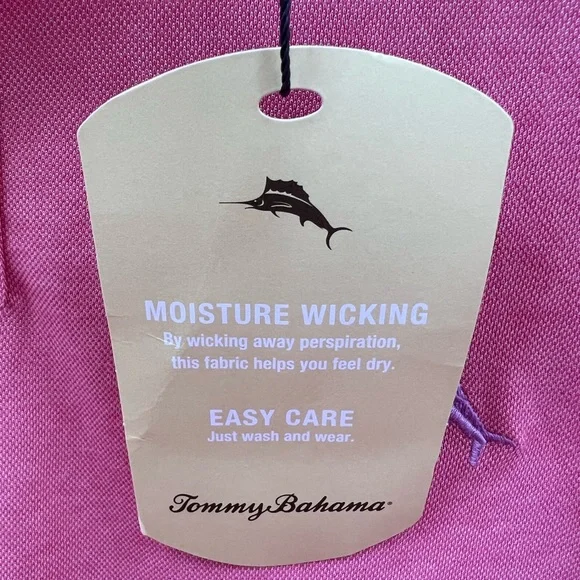 MOISTURE WICKING
By wicking away perspiration,
this fabric helps you feel dry.
EASY CARE
Just wash and wear.
Tommy Bahama®